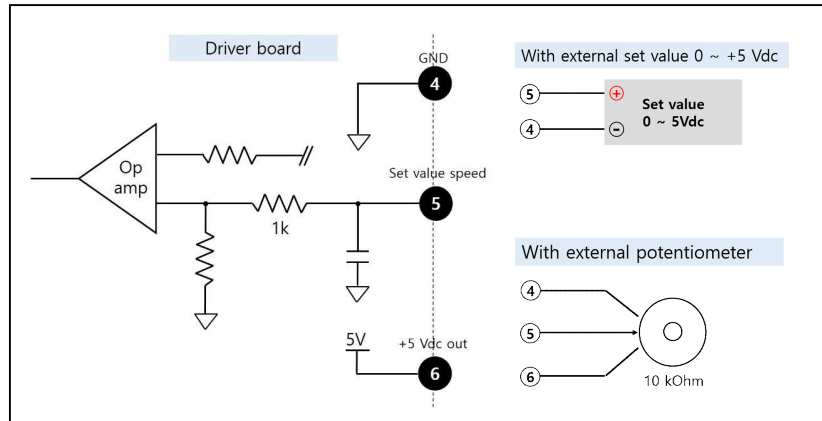 Driver board
GND
4
Op
amp
Set value speed
5
1k
5V
+5 Vdc out
6
With external set value 0 ~ +5 Vdc
5
+
Set value
0 ~ 5Vdc
4
-
With external potentiometer
4
5
6
10 kOhm